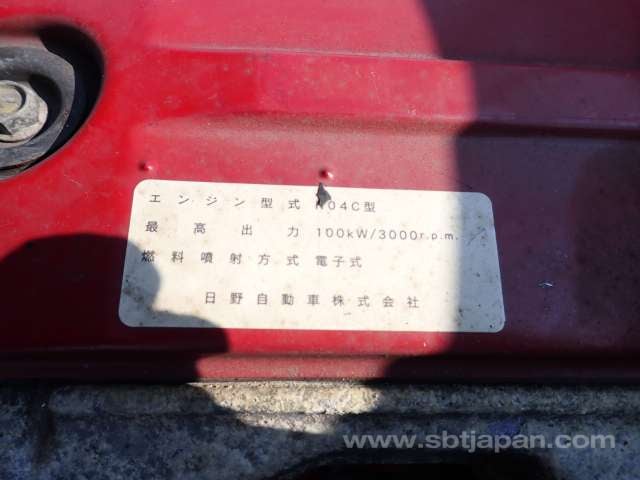 エンジン型式 N04C型
最高出力 100kW/3000r.p.m.
燃料噴射方式 電子式
日野自動車株式会社
www.sbtjapan.com